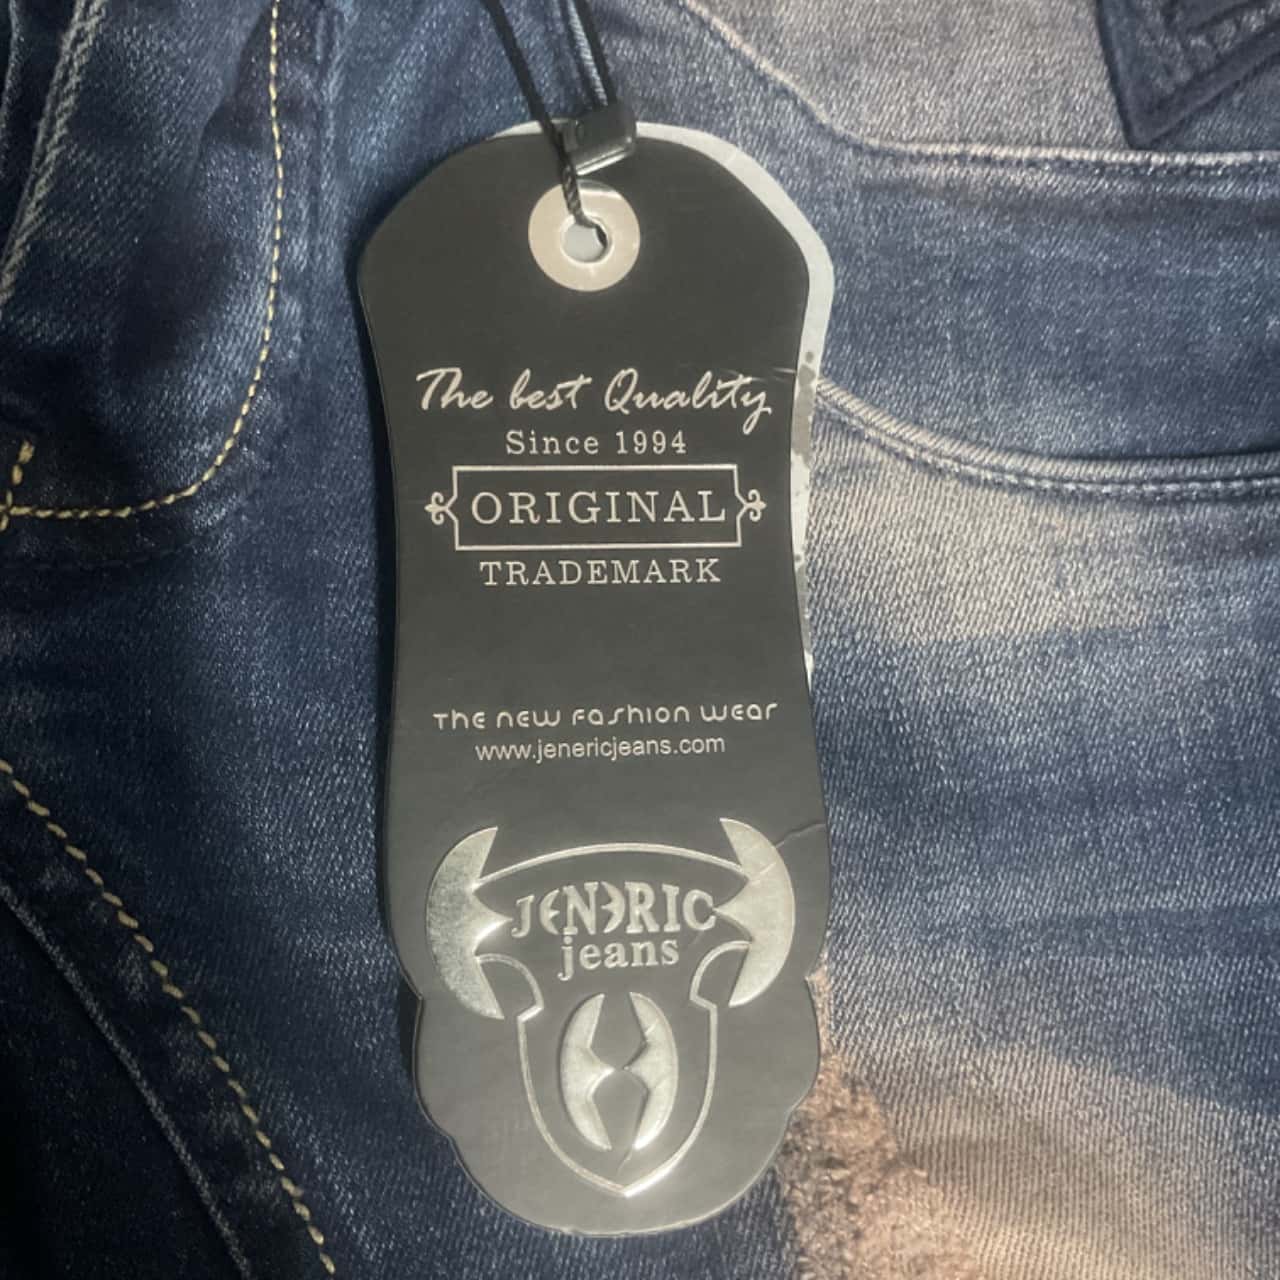 The best Quality
Since 1994
ORIGINAL
TRADEMARK
The new fashion wear
www.jenericjeans.com
JENERIC
jeans